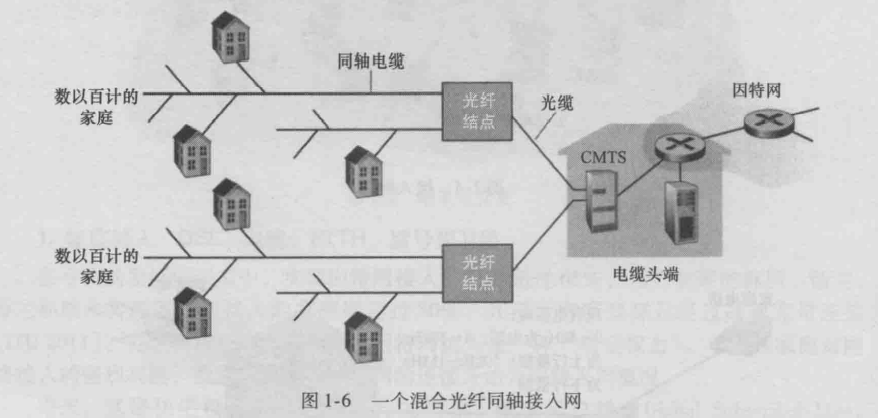 同轴电缆
数以百计的
家庭
光纤
结点
光缆
因特网
CMTS
数以百计的
家庭
光纤
结点
电缆头端
图 1-6 一个混合光纤同轴接入网